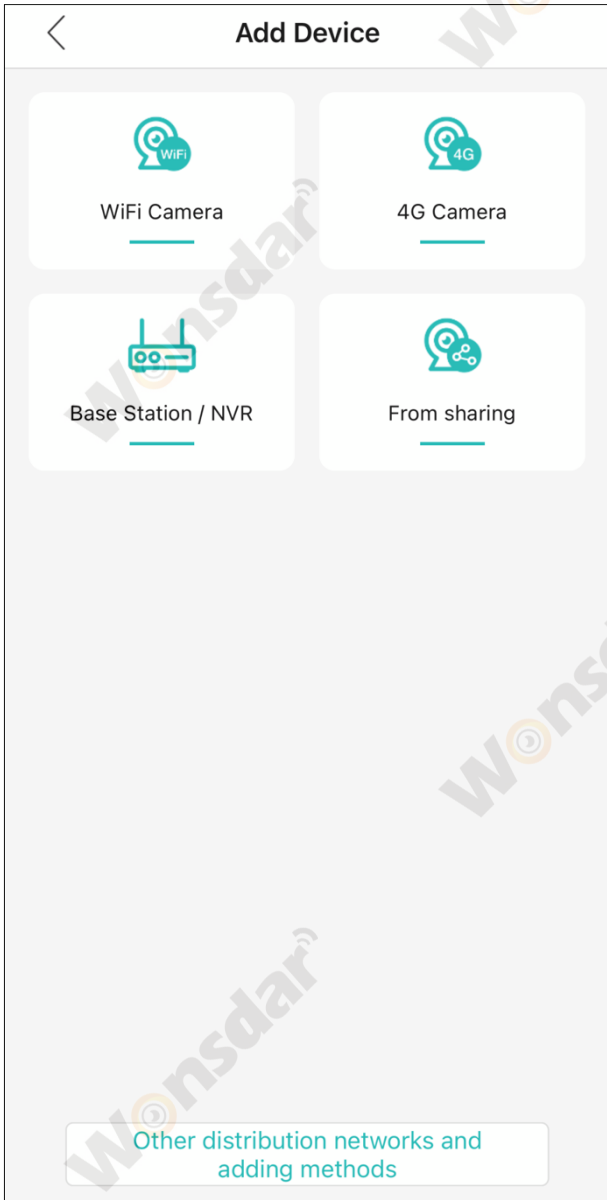 Add Device
WiFi
4G
WiFi Camera
4G Camera
Base Station / NVR
From sharing
Other distribution networks and
adding methods
Wonsdar
Wonsdar